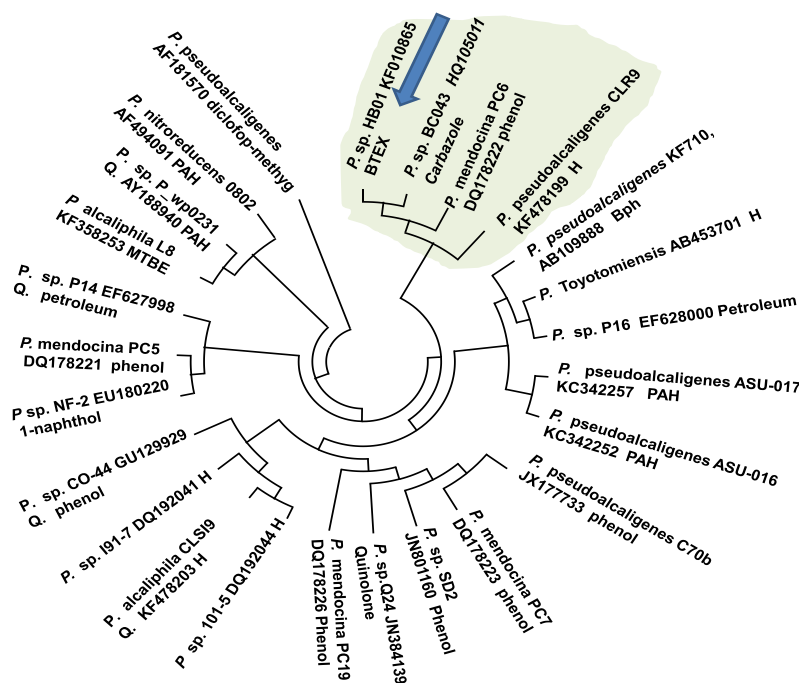 P. pseudoalcaligenes
AF181570 diclofop-methyg
P. nitroreducens 0802
AF494091 PAH
P. sp. P_wp0231
Q. AY188940 PAH
P alcaliphila L8
KF358253 MTBE
P. sp. P14 EF627998
Q. petroleum
P. mendocina PC5
DQ178221 phenol
P sp. NF-2 EU180220
1-naphthol
P. sp. CO-44 GU129929
Q. phenol
P. sp. I91-7 DQ192041 H
P. alcaliphila CLSI9
Q. KF478203 H
P sp. 101-5 DQ192044 H
P. mendocina PC19
DQ178226 Phenol
P. sp.Q24 JN384139
Quinolone
P. sp. SD2
JN801160 Phenol
P. mendocina PC7
DQ178223 phenol
P. pseudoalcaligenes C70b
JX177733 phenol
P. pseudoalcaligenes ASU-016
KC342252 PAH
P. pseudoalcaligenes ASU-017
KC342257 PAH
P. sp. P16 EF628000 Petroleum
P. Toyotomiensis AB453701 H
P. pseudoalcaligenes KF710,
AB109888 Bph
P. pseudoalcaligenes CLR9
KF478199 H
P. mendocina PC6
DQ178222 phenol
P. sp. BC043 HQ105011
Carbazole
P. sp. HB01 KF010865
BTEX